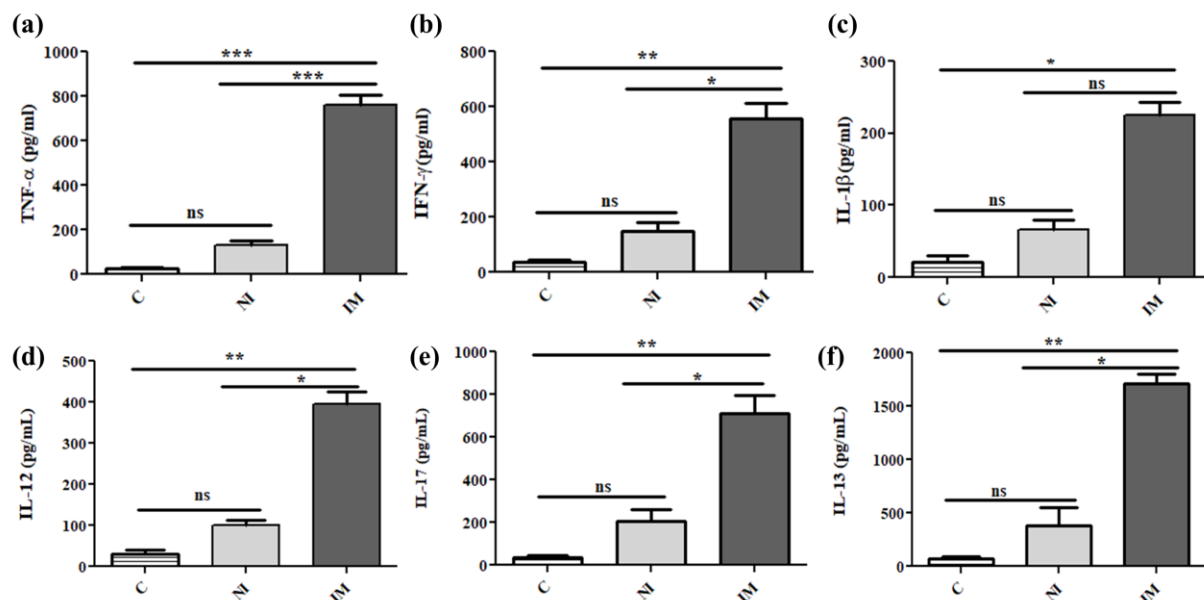 (a)
TNF-α (pg/ml)
1000
800
600
400
200
0
***
***
ns
C
NI
IM
(b)
IFN-γ (pg/ml)
800
600
400
200
0
**
*
ns
C
NI
IM
(c)
IL-1β (pg/ml)
300
200
100
0
*
ns
ns
C
NI
IM
(d)
IL-12 (pg/mL)
500
400
300
200
100
0
**
*
ns
C
NI
IM
(e)
IL-17 (pg/mL)
1000
800
600
400
200
0
**
*
ns
C
NI
IM
(f)
IL-13 (pg/mL)
2000
1500
1000
500
0
**
*
ns
C
NI
IM